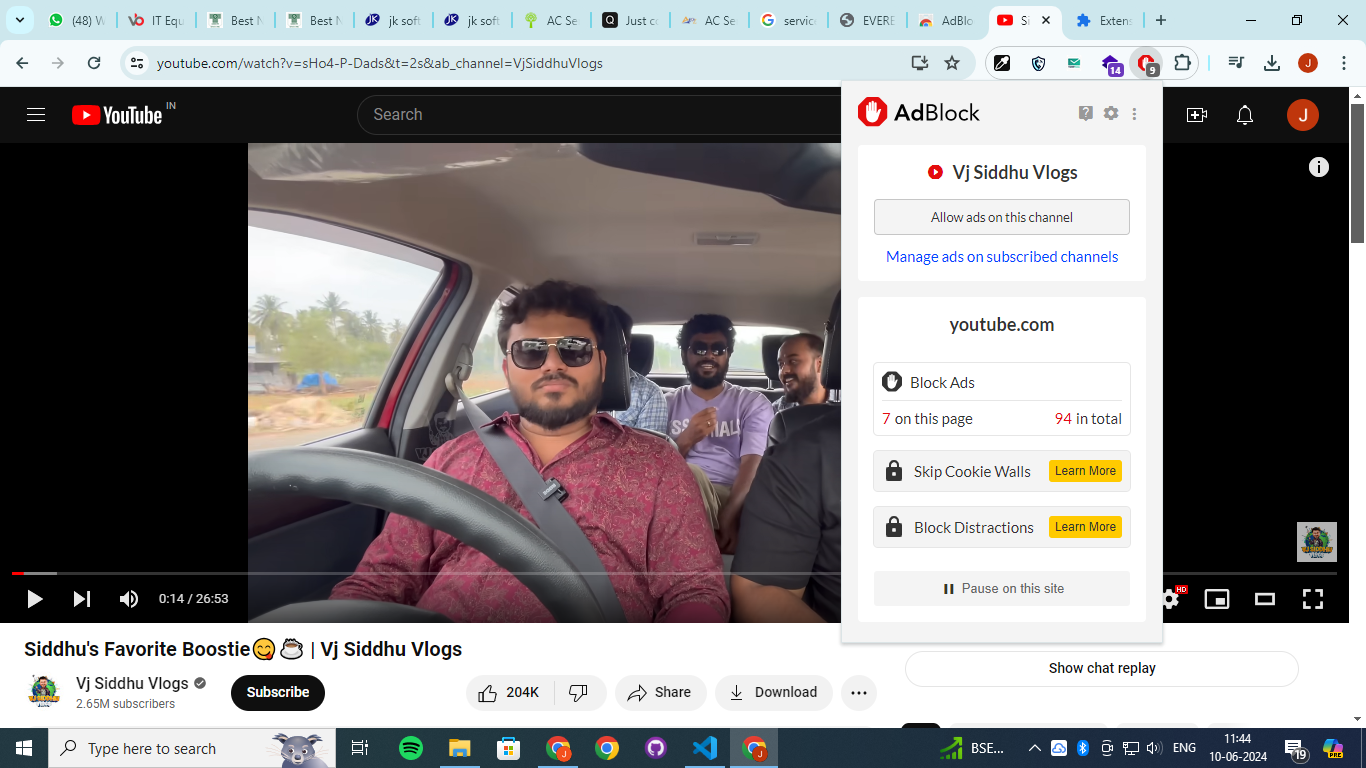 (48) W
IT Equ
Best N
Best N
jk soft
jk soft
AC Se
Just co
AC Se
service
EVERE
AdBlo
Si
Extens
youtube.com/watch?v=sHo4-P-Dads&t=2s&ab_channel=VjSiddhuVlogs
14
9
J
YouTube IN
Search
J
AdBlock
Vj Siddhu Vlogs
Allow ads on this channel
Manage ads on subscribed channels
youtube.com
Block Ads
7 on this page 94 in total
Skip Cookie Walls Learn More
Block Distractions Learn More
Pause on this site
0:14 / 26:53
HD
Siddhu's Favorite Boostie😋☕ | Vj Siddhu Vlogs
Vj Siddhu Vlogs
2.65M subscribers
Subscribe
204K
Share
Download
Show chat replay
Type here to search
BSE...
ENG
11:44
10-06-2024
19
PRE